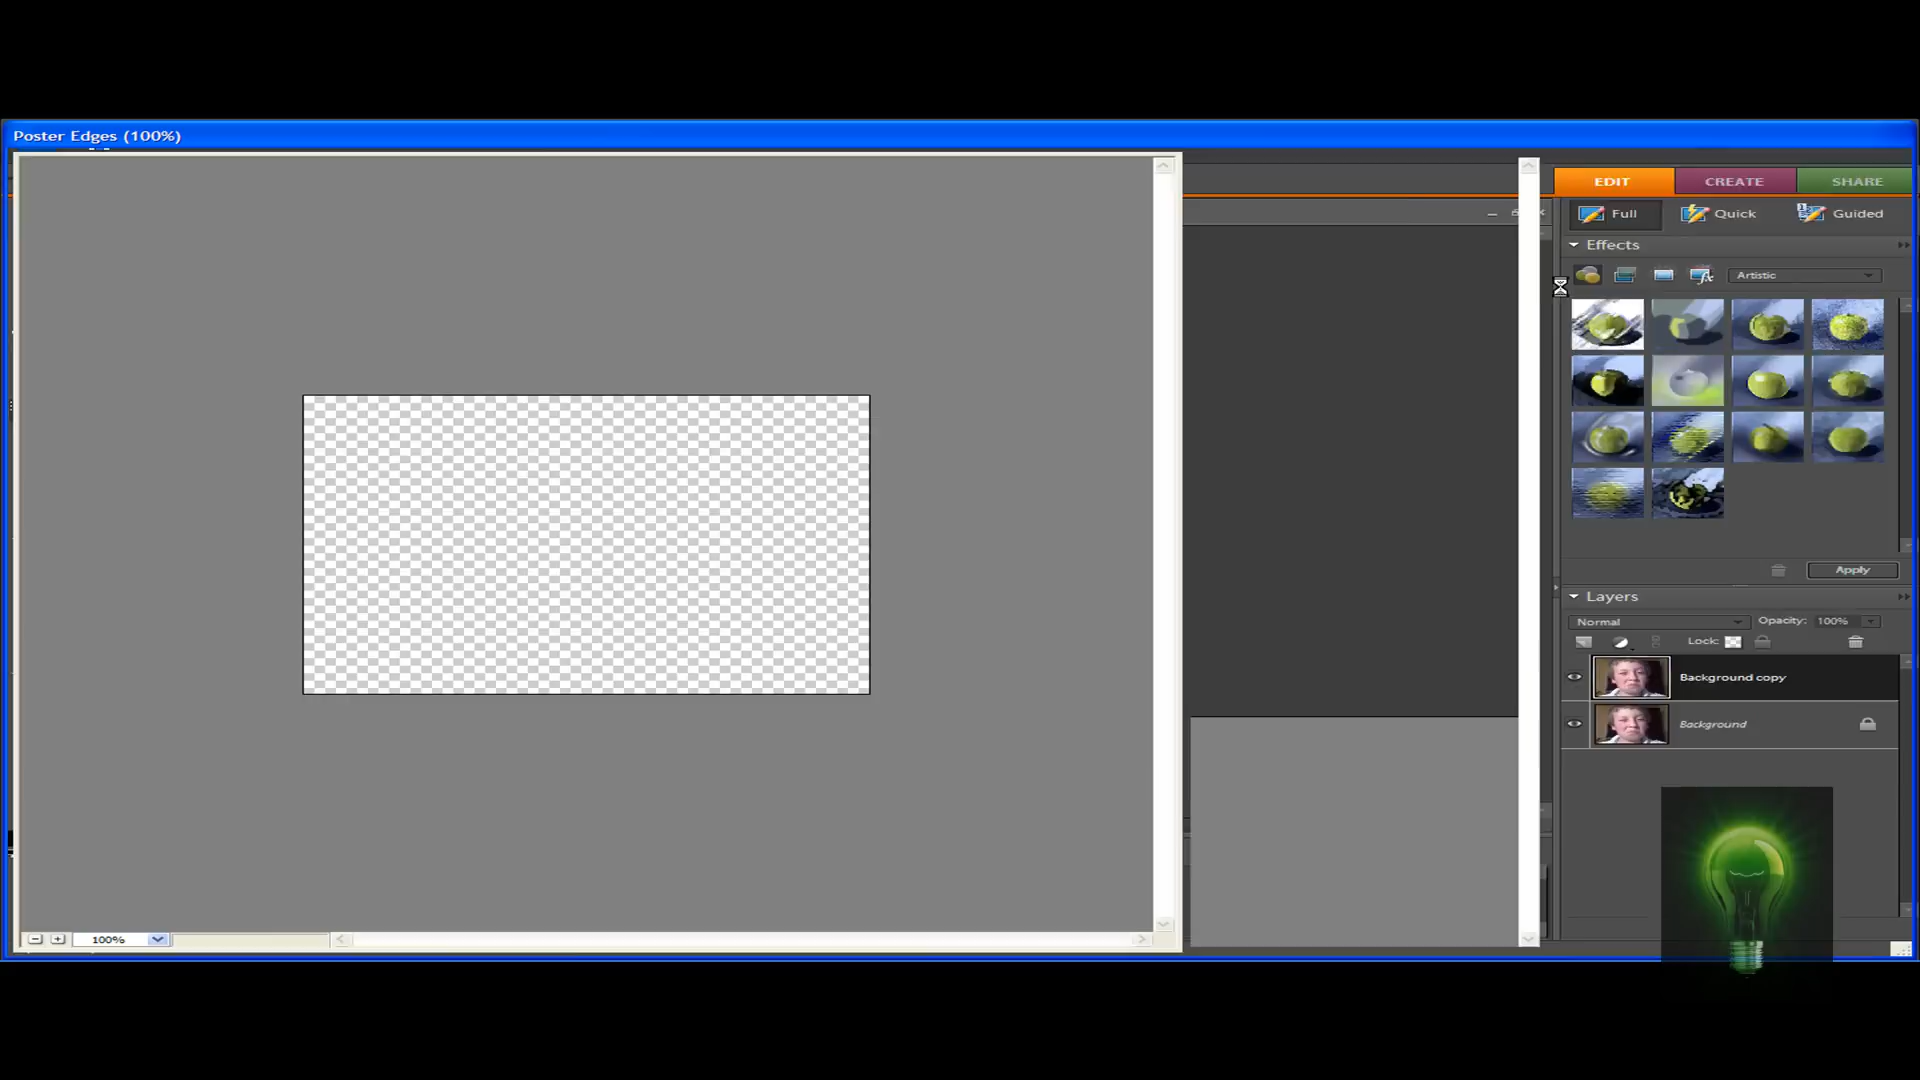 Poster Edges (100%)
EDIT
CREATE
SHARE
Full
Quick
Guided
Effects
Artistic
Apply
Layers
Normal
Opacity: 100%
Lock:
Background copy
Background
100%